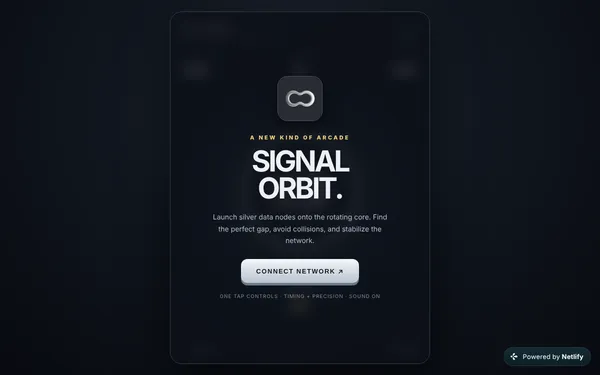 A NEW KIND OF ARCADE
SIGNAL
ORBIT.
Launch silver data nodes onto the rotating core. Find
the perfect gap, avoid collisions, and stabilize the
network.
CONNECT NETWORK ↗
ONE TAP CONTROLS · TIMING + PRECISION · SOUND ON
Powered by Netlify